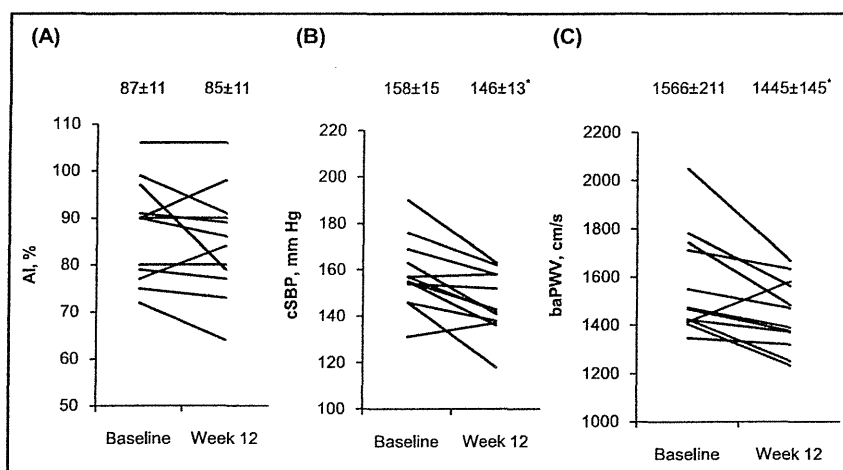 (A)
87±11 85±11
AI, %
110
100
90
80
70
60
50
Baseline Week 12
(B)
158±15 146±13*
cSBP, mm Hg
220
200
180
160
140
120
100
Baseline Week 12
(C)
1566±211 1445±145*
baPWV, cm/s
2200
2000
1800
1600
1400
1200
1000
Baseline Week 12